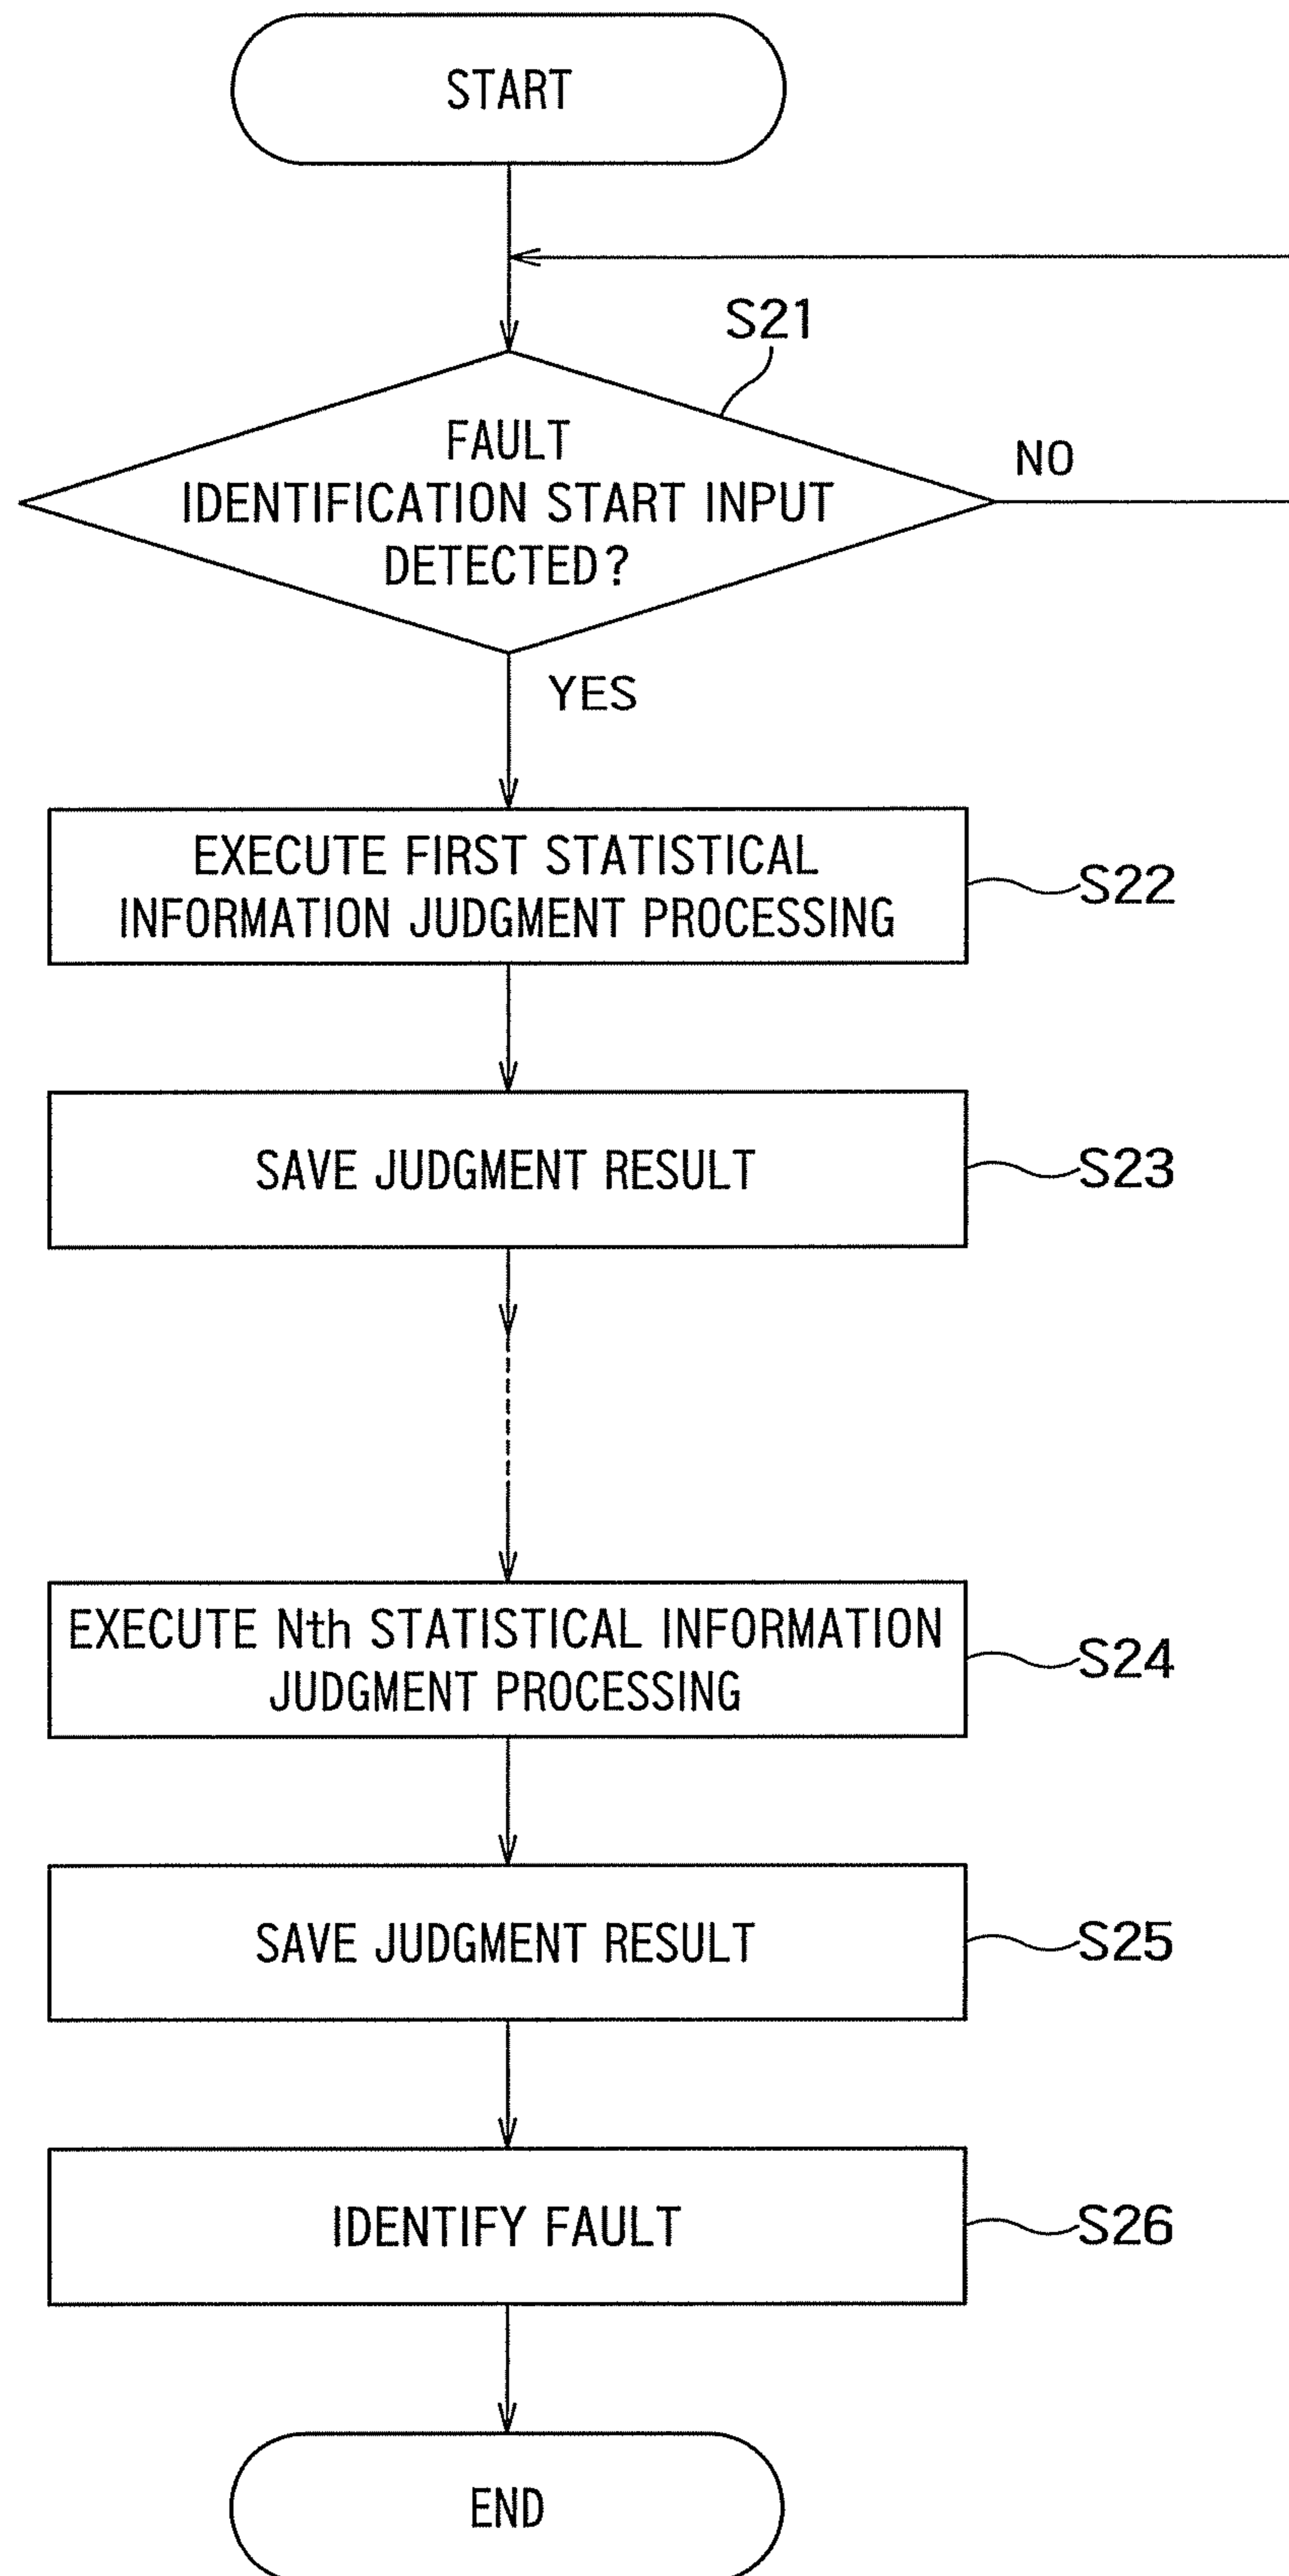 START
S21
FAULT
IDENTIFICATION START INPUT
DETECTED?
NO
YES
EXECUTE FIRST STATISTICAL
INFORMATION JUDGMENT PROCESSING
S22
SAVE JUDGMENT RESULT
S23
EXECUTE Nth STATISTICAL INFORMATION
JUDGMENT PROCESSING
S24
SAVE JUDGMENT RESULT
S25
IDENTIFY FAULT
S26
END